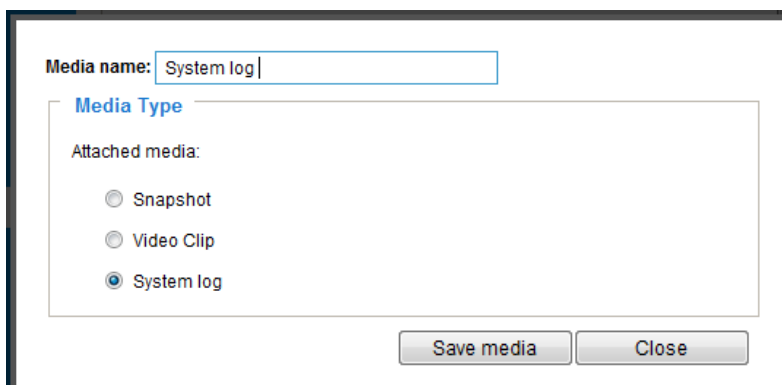 Media name: System log
Media Type
Attached media:
Snapshot
Video Clip
System log
Save media Close